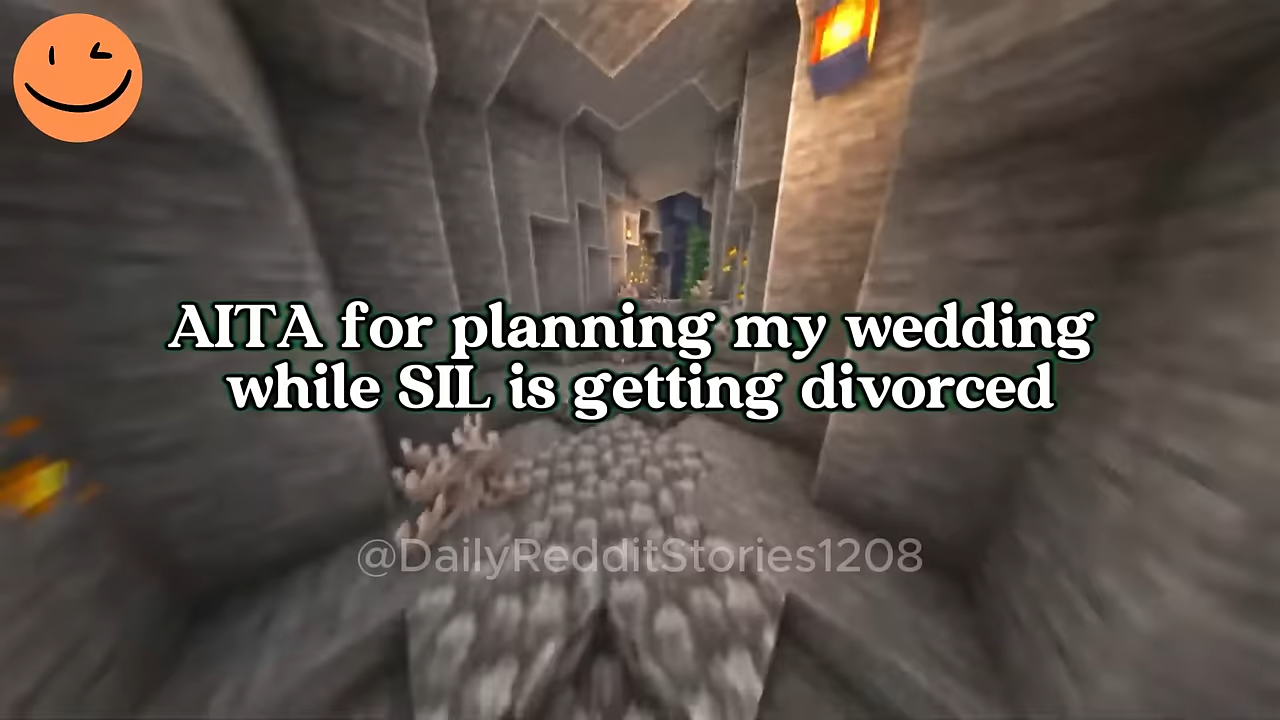 AITA for planning my wedding
while SIL is getting divorced
@DailyRedditStories1208